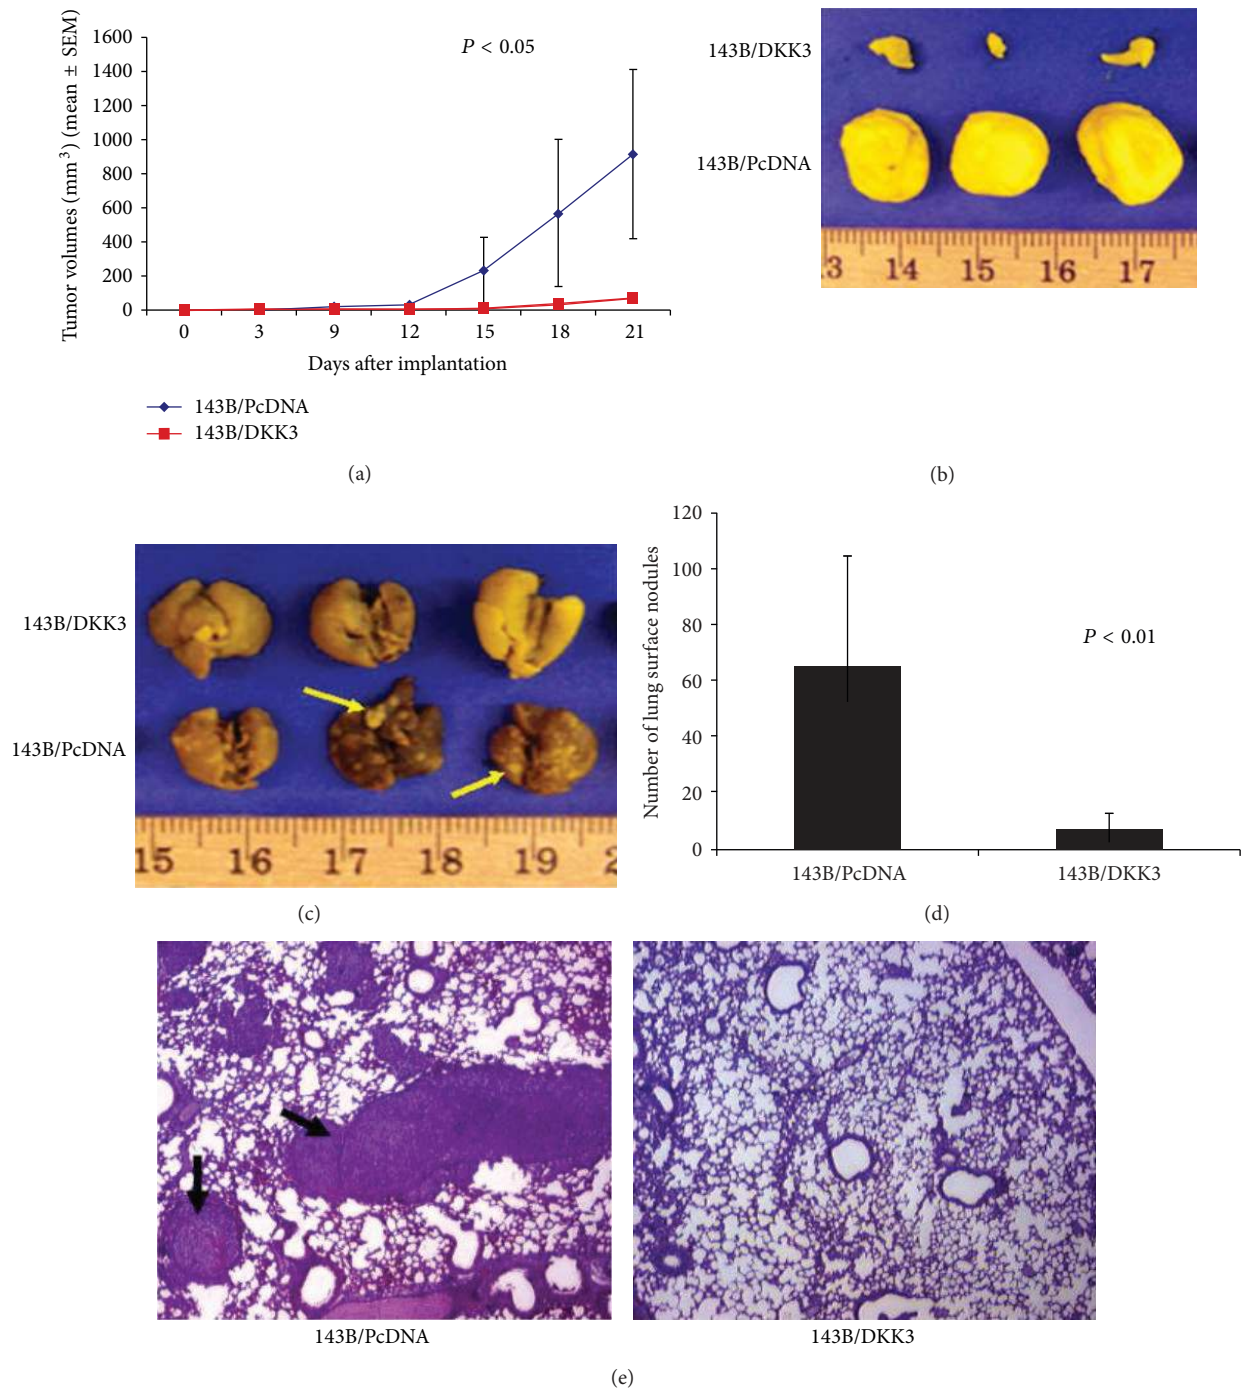 1600
1400
1200
1000
800
600
400
200
0
Tumor volumes (mm³) (mean ± SEM)
P < 0.05
0 3 9 12 15 18 21
Days after implantation
143B/PcDNA
143B/DKK3
(a)
143B/DKK3
143B/PcDNA
3 14 15 16 17
(b)
143B/DKK3
143B/PcDNA
15 16 17 18 19 2
(c)
120
100
80
60
40
20
0
Number of lung surface nodules
P < 0.01
143B/PcDNA 143B/DKK3
(d)
143B/PcDNA 143B/DKK3
(e)